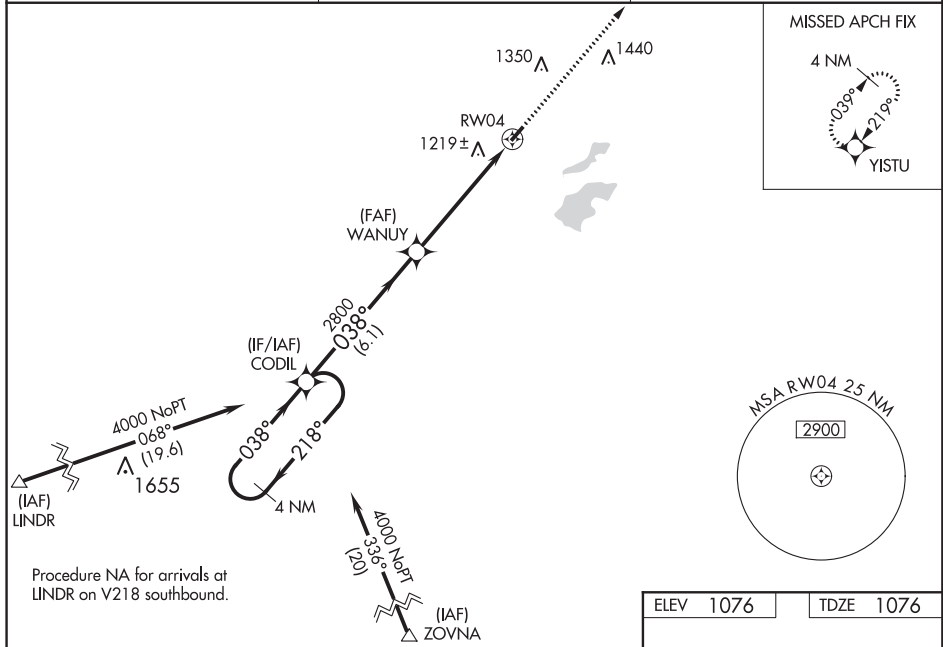 MISSED APCH FIX
4 NM
039°
219°
YISTU
1350
1440
RW04
1219±
(FAF)
WANUY
2800
038°
(6.1)
(IF/IAF)
CODIL
038°
218°
4 NM
4000 NoPT
068°
(19.6)
1655
(IAF)
LINDR
4000 NoPT
336°
(20)
(IAF)
ZOVNA
MSA RW04 25 NM
2900
Procedure NA for arrivals at
LINDR on V218 southbound.
ELEV 1076
TDZE 1076